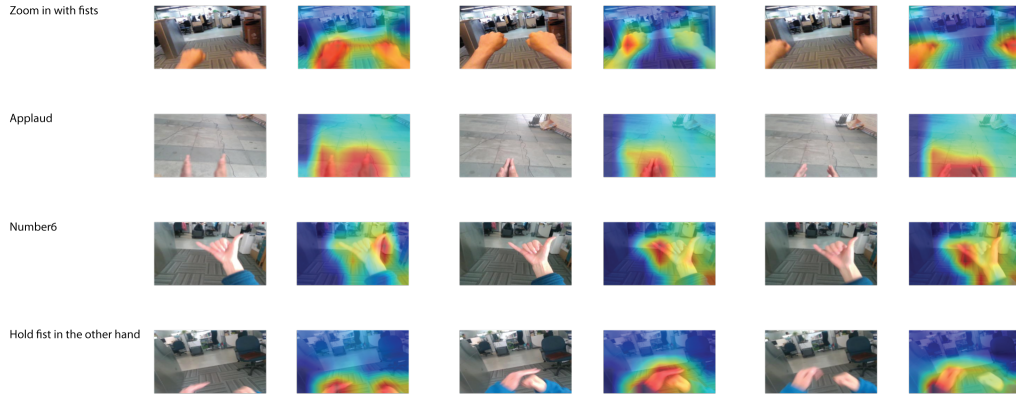 Zoom in with fists
Applaud
Number6
Hold fist in the other hand